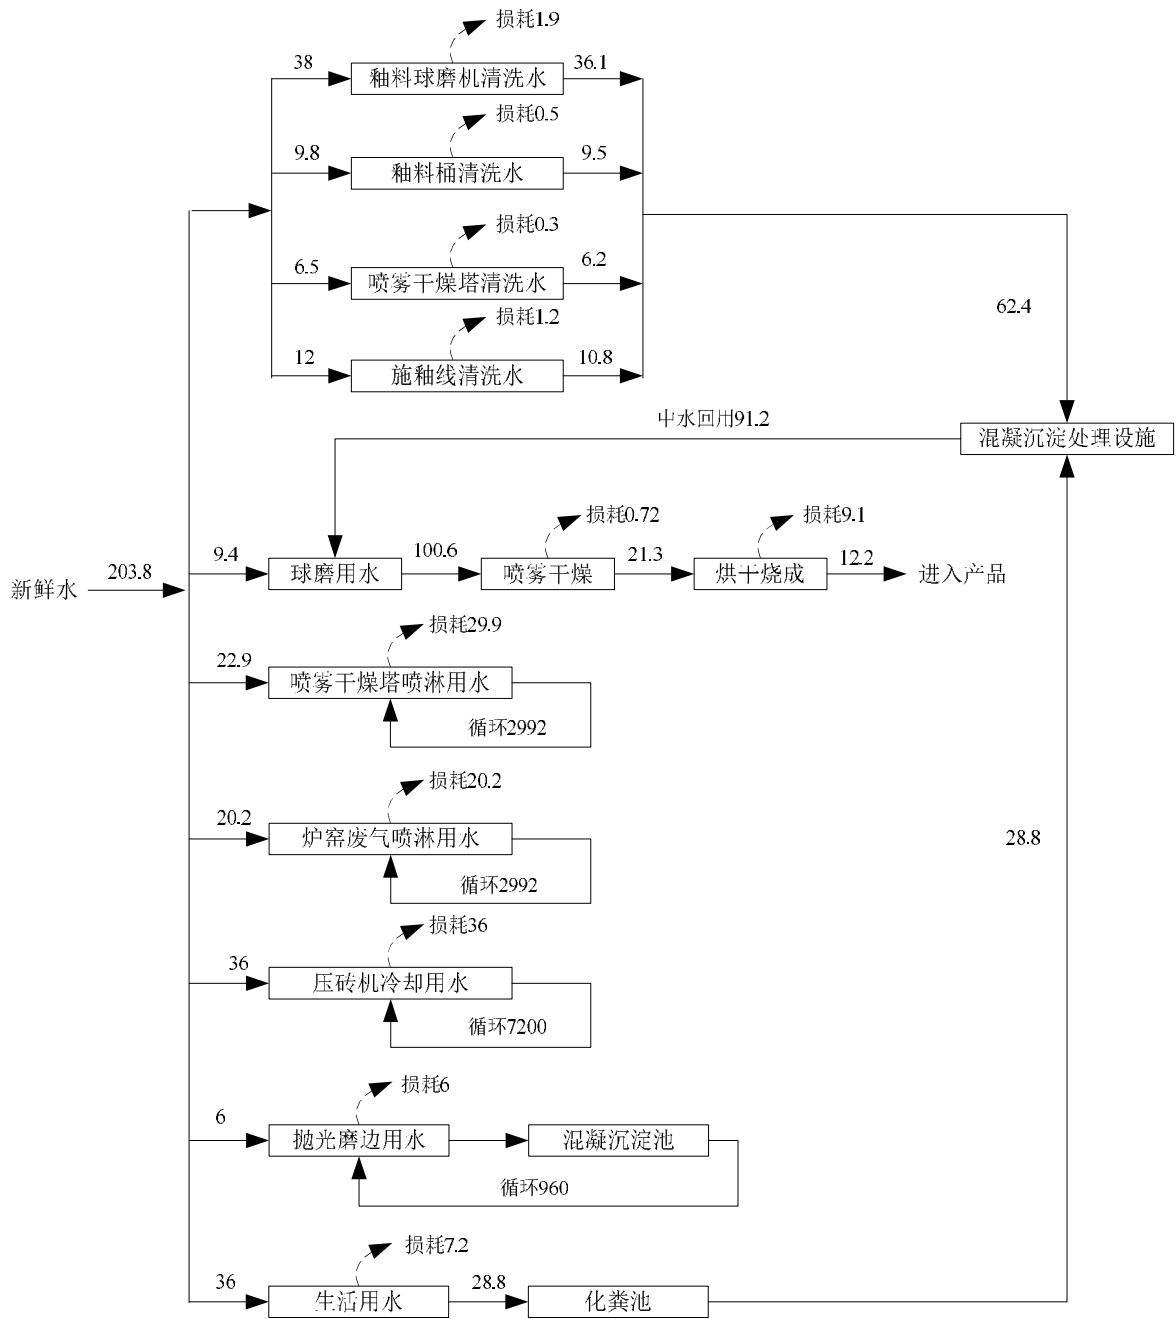 损耗1.9
38
釉料球磨机清洗水
36.1
损耗0.5
9.8
釉料桶清洗水
9.5
损耗0.3
6.5
喷雾干燥塔清洗水
6.2
损耗1.2
12
施釉线清洗水
10.8
62.4
中水回用91.2
混凝沉淀处理设施
新鲜水
203.8
9.4
球磨用水
100.6
损耗0.72
喷雾干燥
21.3
损耗9.1
烘干烧成
12.2
进入产品
损耗29.9
22.9
喷雾干燥塔喷淋用水
循环2992
损耗20.2
20.2
炉窑废气喷淋用水
循环2992
28.8
损耗36
36
压砖机冷却用水
循环7200
损耗6
6
抛光磨边用水
混凝沉淀池
循环960
损耗7.2
36
生活用水
28.8
化粪池